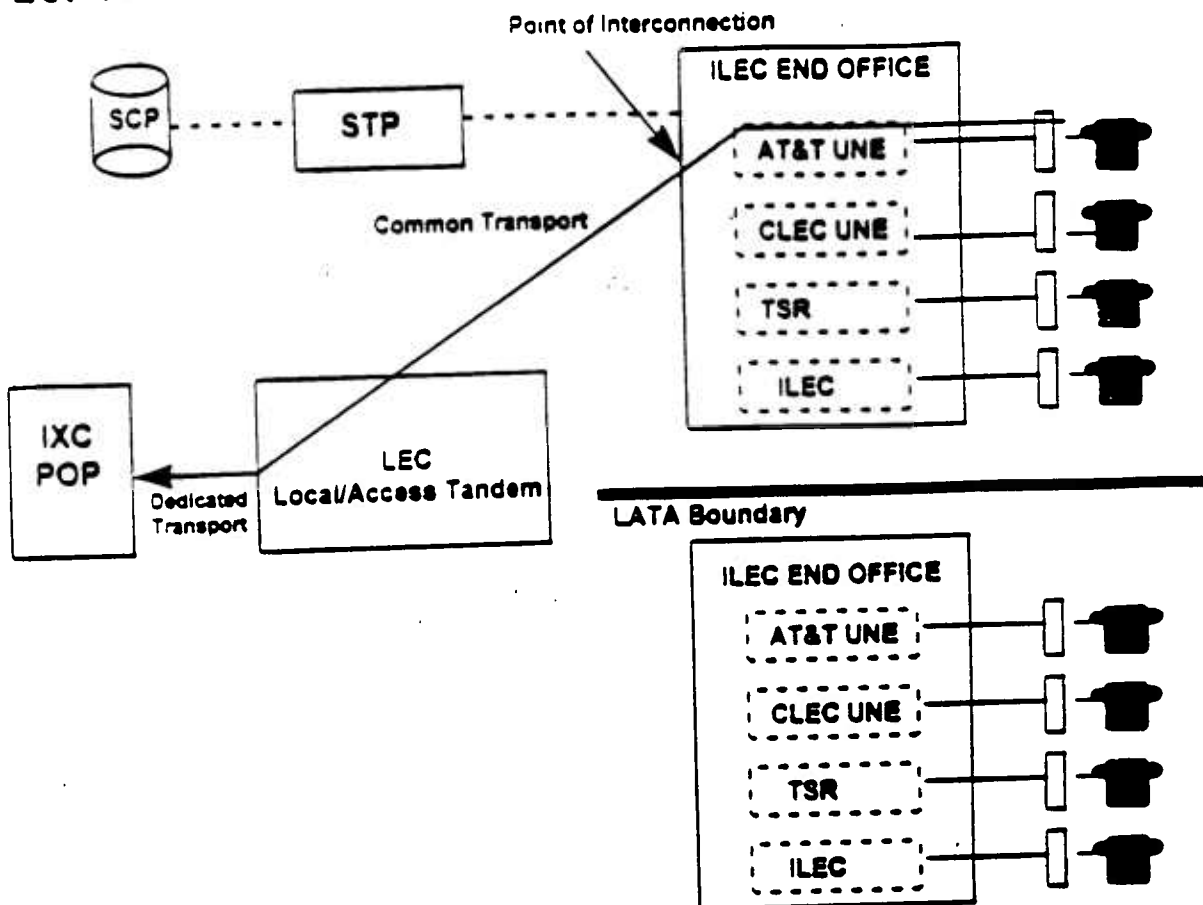 Point of Interconnection
ILEC END OFFICE
SCP
STP
AT&T UNE
Common Transport
CLEC UNE
TSR
ILEC
IXC
POP
LEC
Local/Access Tandem
Dedicated
Transport
LATA Boundary
ILEC END OFFICE
AT&T UNE
CLEC UNE
TSR
ILEC